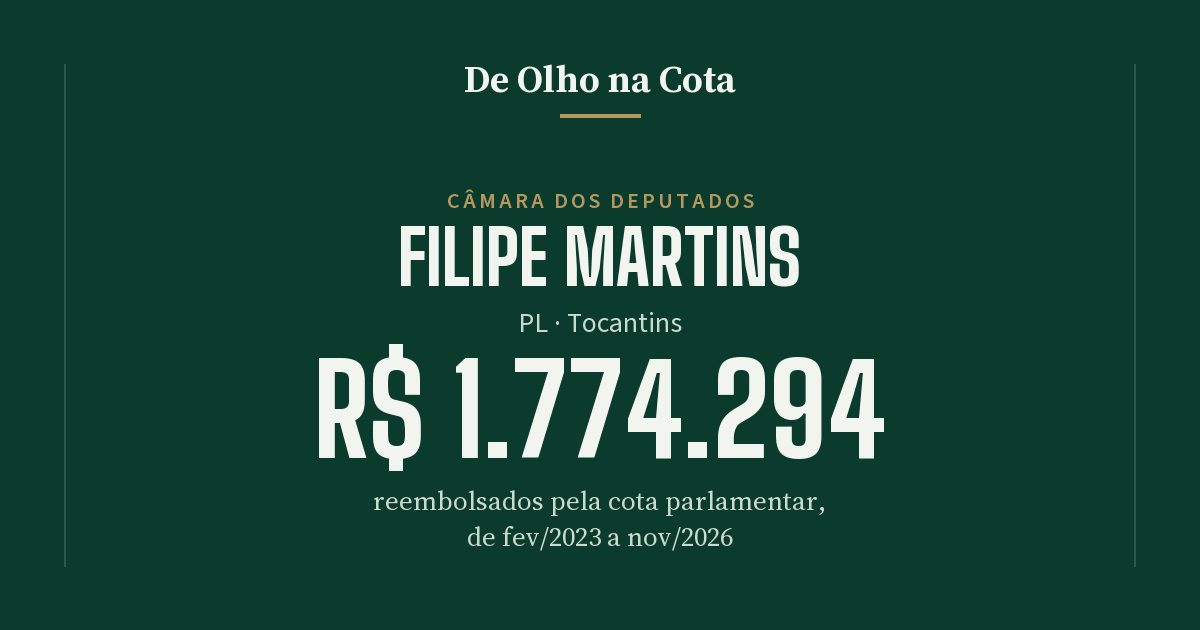 De Olho na Cota
CÂMARA DOS DEPUTADOS
FILIPE MARTINS
PL · Tocantins
R$ 1.774.294
reembolsados pela cota parlamentar,
de fev/2023 a nov/2026